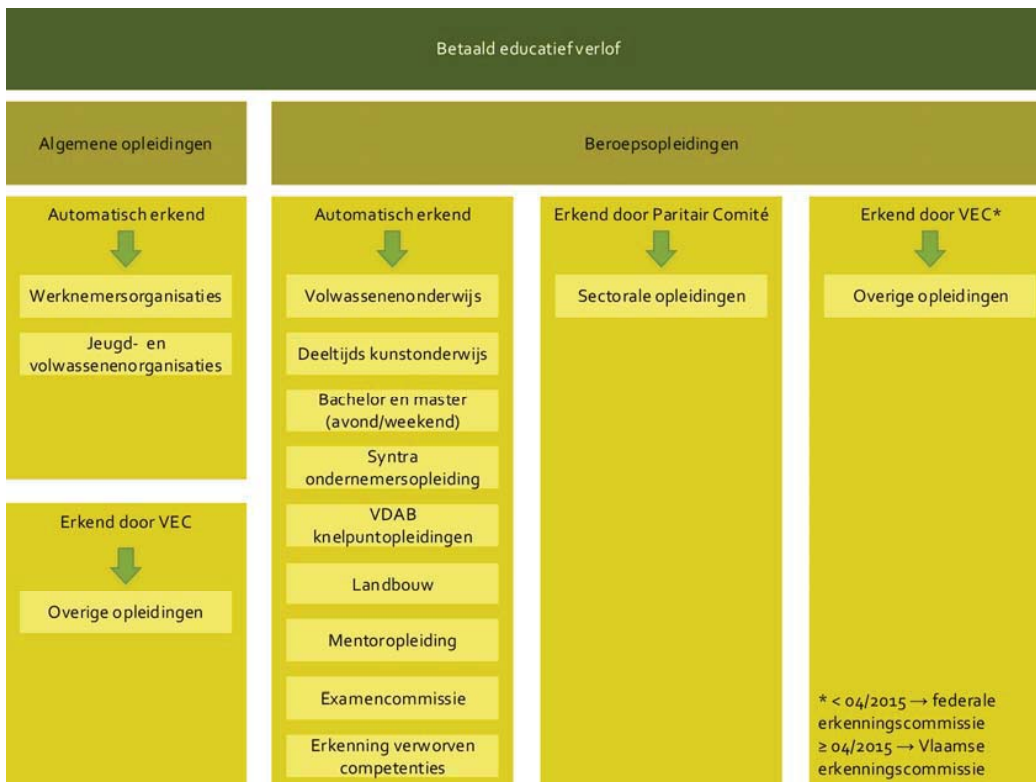 Betaald educatief verlof
Algemene opleidingen
Beroepsopleidingen
Automatisch erkend
Werknemersorganisaties
Jeugd- en
volwassenenorganisaties
Erkend door VEC
Overige opleidingen
Automatisch erkend
Volwassenenonderwijs
Deeltijds kunstonderwijs
Bachelor en master
(avond/weekend)
Syntra
ondernemersopleiding
VDAB
knelpuntopleidingen
Landbouw
Mentoropleiding
Examencommissie
Erkenning verworven
competenties
Erkend door Paritair Comité
Sectorale opleidingen
Erkend door VEC*
Overige opleidingen
* < 04/2015 → federale
erkenningscommissie
≥ 04/2015 → Vlaamse
erkenningscommissie